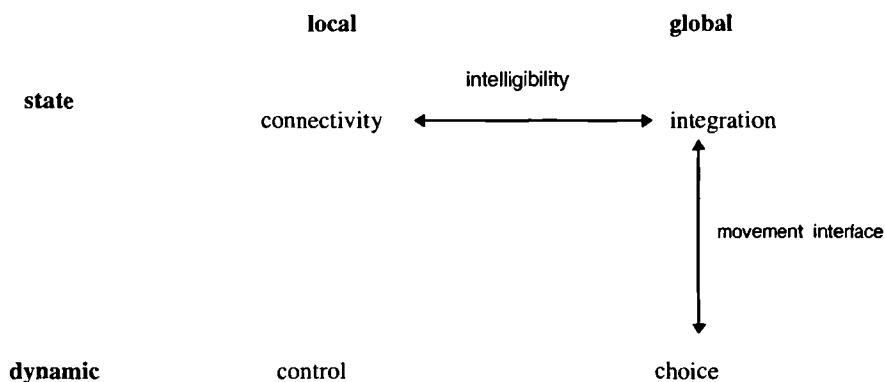 local global
intelligibility
state
connectivity integration
movement interface
dynamic control choice